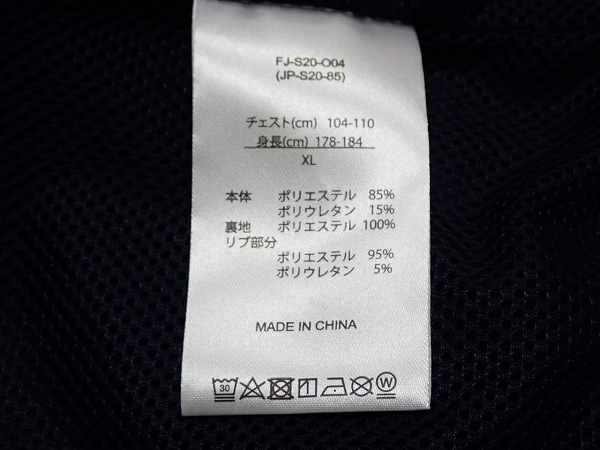 FJ-S20-O04
(JP-S20-85)
チェスト(cm) 104-110
身長(cm) 178-184
XL
本体 ポリエステル 85%
ポリウレタン 15%
裏地 ポリエステル 100%
リブ部分
ポリエステル 95%
ポリウレタン 5%
MADE IN CHINA
30 W